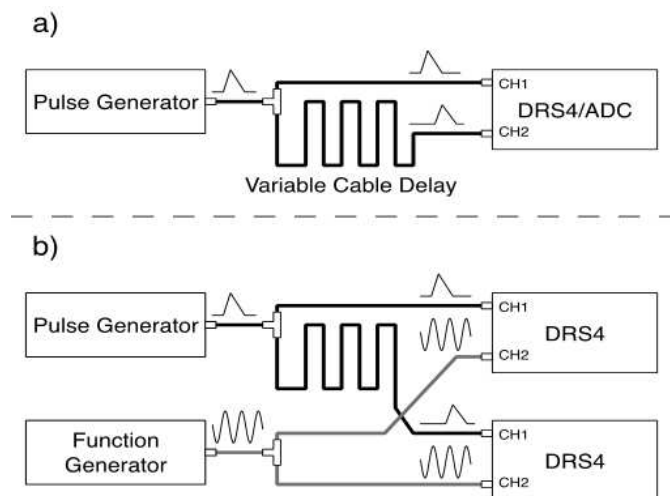 a)
Pulse Generator
CH1
DRS4/ADC
CH2
Variable Cable Delay
b)
Pulse Generator
CH1
DRS4
CH2
Function
Generator
CH1
DRS4
CH2